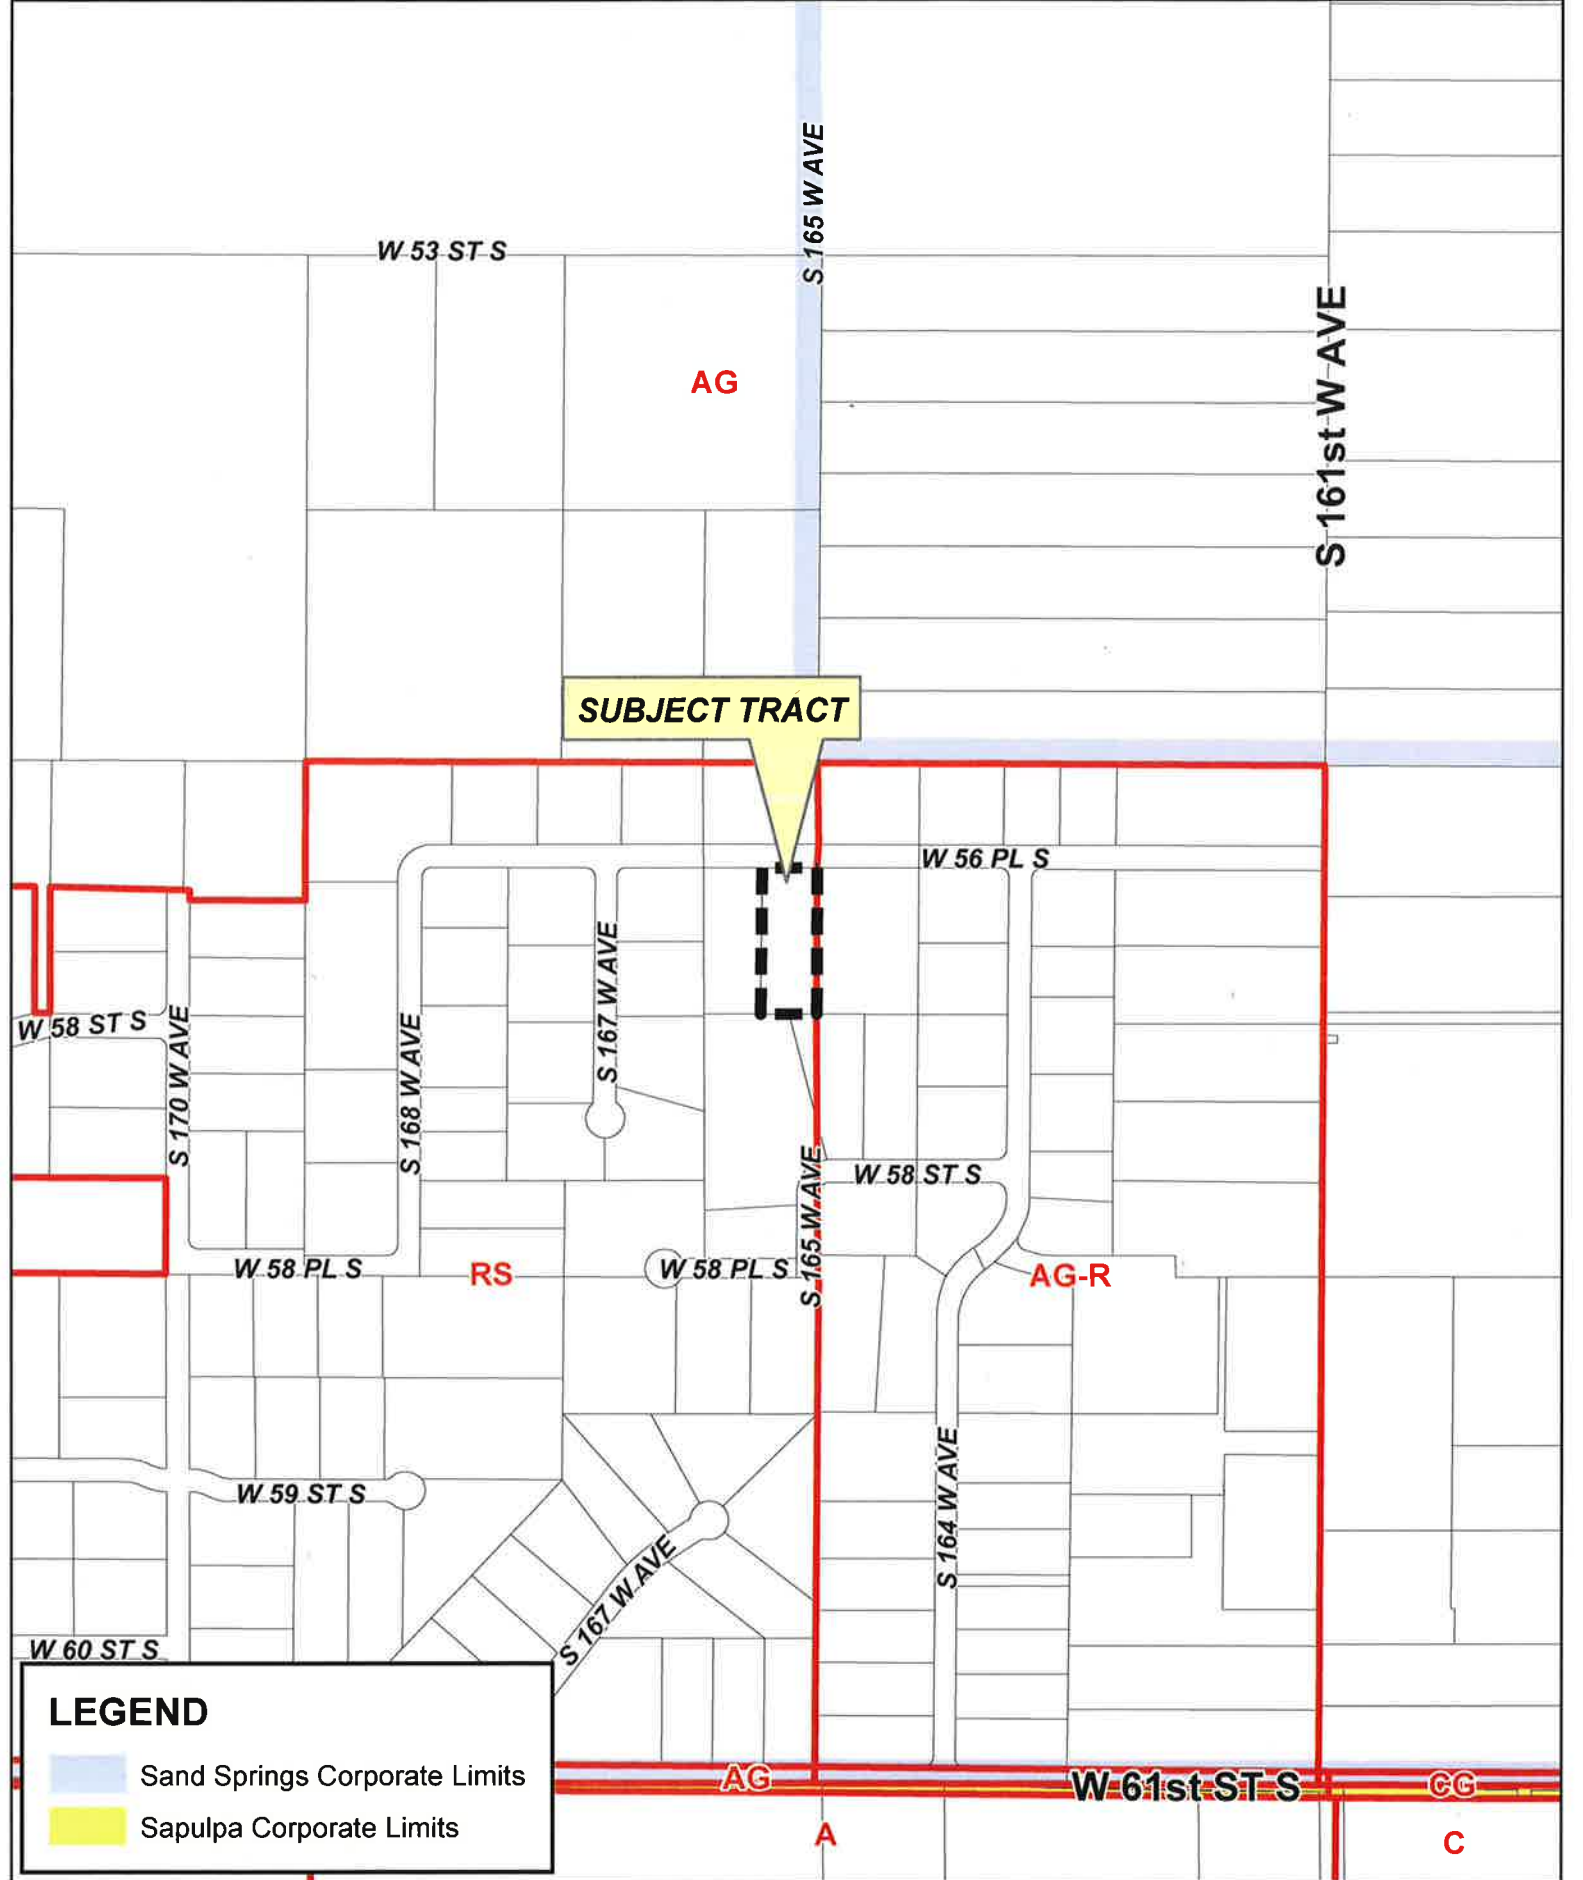 S 165 W AVE
W 53 ST S
S 161st W AVE
AG
SUBJECT TRACT
W 56 PL S
S 167 W AVE
W 58 ST S
S 170 W AVE
S 168 W AVE
S 165 W AVE
W 58 ST S
W 58 PL S
RS
W 58 PL S
AG-R
S 164 W AVE
W 59 ST S
S 167 W AVE
W 60 ST S
LEGEND
Sand Springs Corporate Limits
Sapulpa Corporate Limits
AG
W 61st ST S
CG
A
C